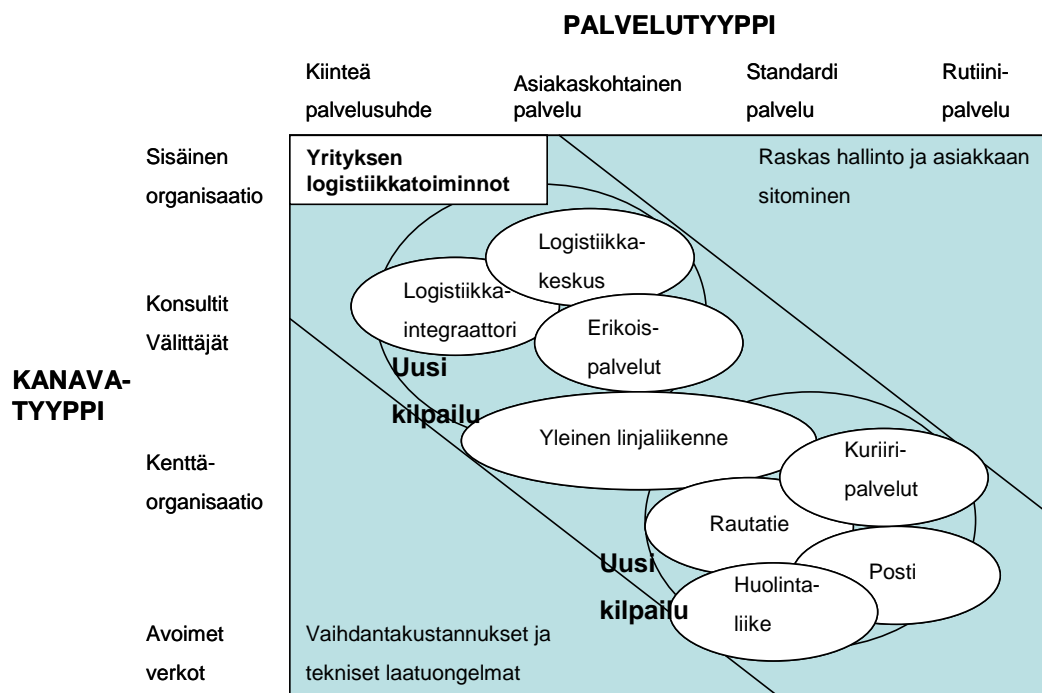 PALVELUTYYPPI
Kiinteä
palvelusuhde
Asiakaskohtainen
palvelu
Standardi
palvelu
Rutiini-
palvelu
Sisäinen
organisaatio
Yrityksen
logistiikkatoiminnot
Raskas hallinto ja asiakkaan
sitominen
Logistiikka-
keskus
Logistiikka-
integraattori
Konsultit
Välittäjät
Erikois-
palvelut
Uusi
kilpailu
KANAVA-
TYYPPI
Yleinen linjaliikenne
Kuriiri-
palvelut
Kenttä-
organisaatio
Rautatie
Uusi
kilpailu
Posti
Huolinta-
liike
Avoimet
verkot
Vaihdantakustannukset ja
tekniset laatuongelmat